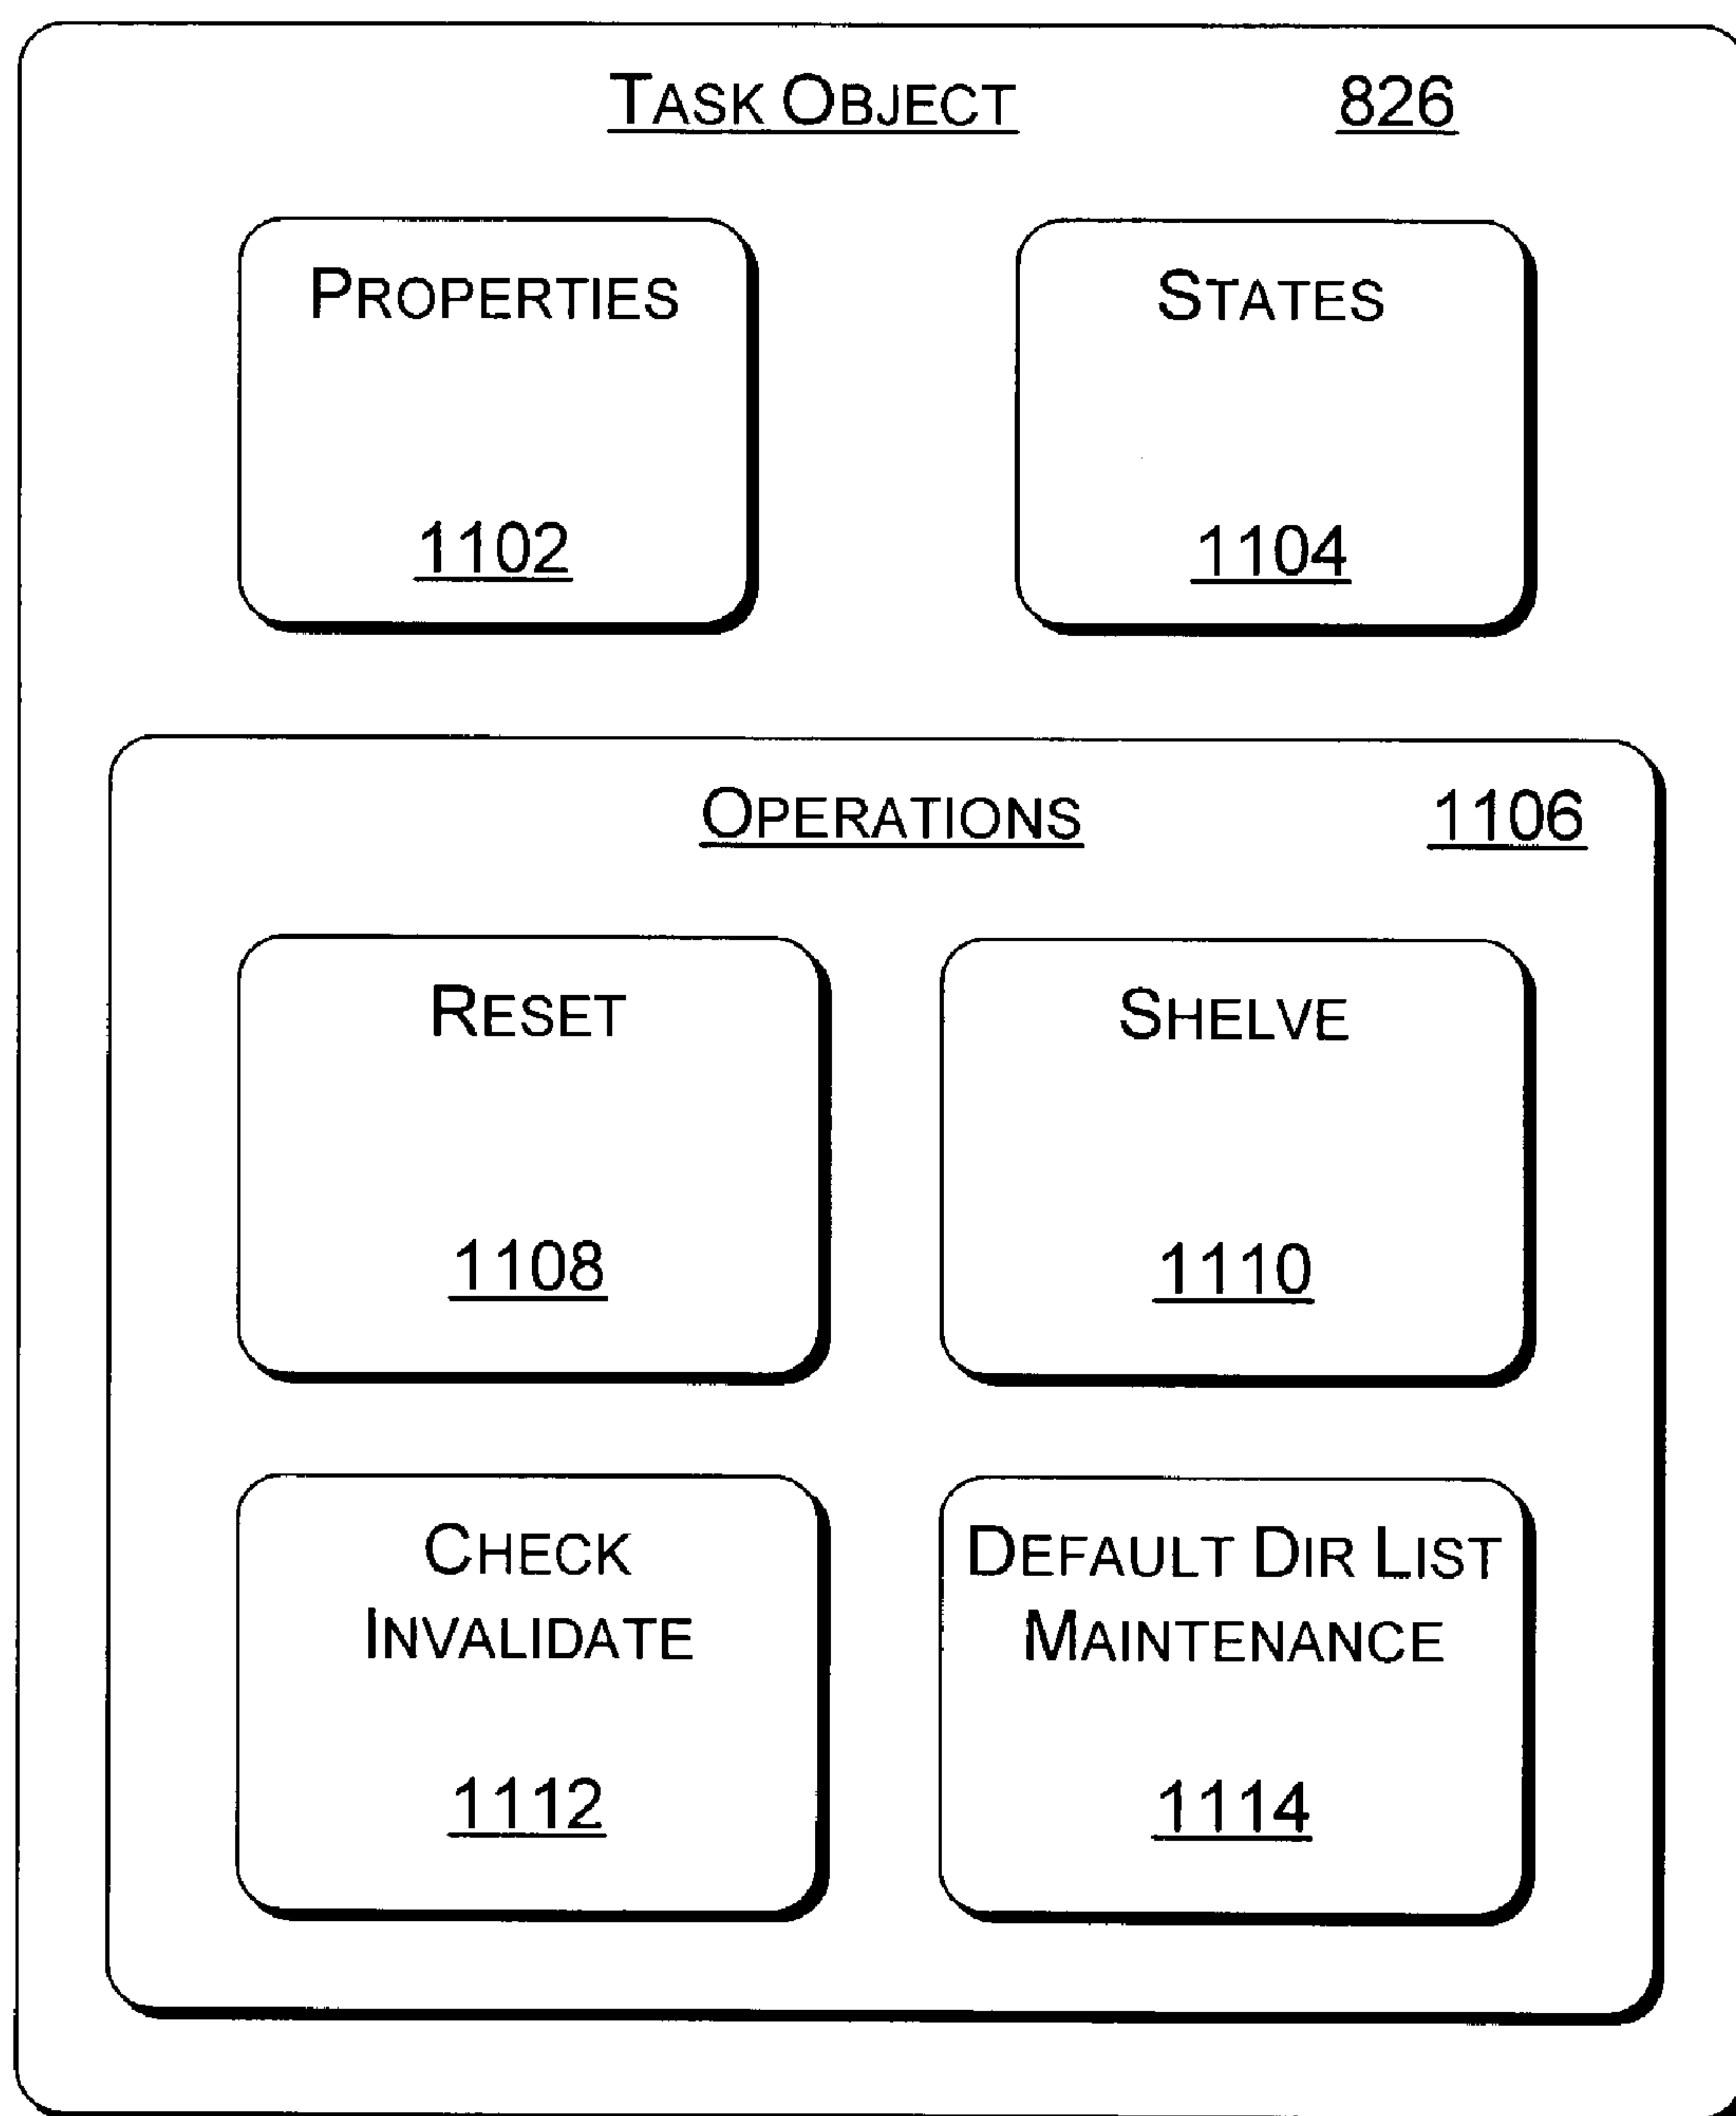 TASK OBJECT 826
PROPERTIES STATES
1102 1104
OPERATIONS 1106
RESET SHELVE
1108 1110
CHECK DEFAULT DIR LIST
INVALIDATE MAINTENANCE
1112 1114